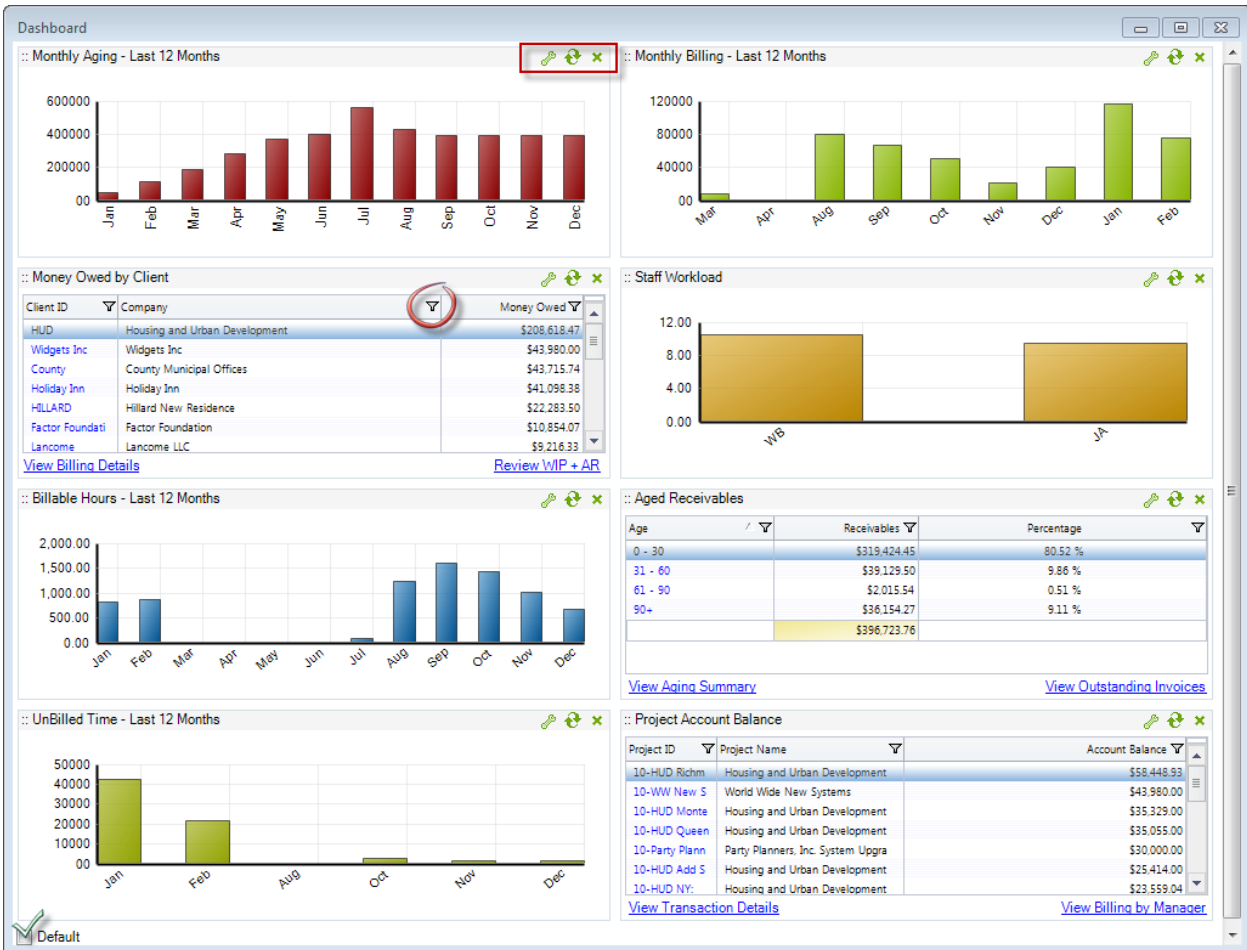 Dashboard
:: Monthly Aging - Last 12 Months
600000
400000
200000
00
Jan Feb Mar Apr May Jun Jul Aug Sep Oct Nov Dec
:: Monthly Billing - Last 12 Months
120000
80000
40000
00
Mar Apr Aug Sep Oct Nov Dec Jan Feb
:: Money Owed by Client
Client ID Company Money Owed
HUD Housing and Urban Development $208,618.47
Widgets Inc Widgets Inc $43,980.00
County County Municipal Offices $43,715.74
Holiday Inn Holiday Inn $41,098.38
HILLARD Hillard New Residence $22,283.50
Factor Foundati Factor Foundation $10,854.07
Lancome Lancome LLC $9,216.33
View Billing Details Review WIP + AR
:: Staff Workload
12.00
8.00
4.00
0.00
WB JA
:: Billable Hours - Last 12 Months
2,000.00
1,500.00
1,000.00
500.00
0.00
Jan Feb Mar Apr May Jun Jul Aug Sep Oct Nov Dec
:: Aged Receivables
Age Receivables Percentage
0 - 30 $319,424.45 80.52 %
31 - 60 $39,129.50 9.86 %
61 - 90 $2,015.54 0.51 %
90+ $36,154.27 9.11 %
$396,723.76
View Aging Summary View Outstanding Invoices
:: UnBilled Time - Last 12 Months
50000
40000
30000
20000
10000
00
Jan Feb Aug Oct Nov Dec
:: Project Account Balance
Project ID Project Name Account Balance
10-HUD Richm Housing and Urban Development $58,448.93
10-WW New S World Wide New Systems $43,980.00
10-HUD Monte Housing and Urban Development $35,329.00
10-HUD Queen Housing and Urban Development $35,055.00
10-Party Plann Party Planners, Inc. System Upgra $30,000.00
10-HUD Add S Housing and Urban Development $25,414.00
10-HUD NY: Housing and Urban Development $23,559.04
View Transaction Details View Billing by Manager
Default